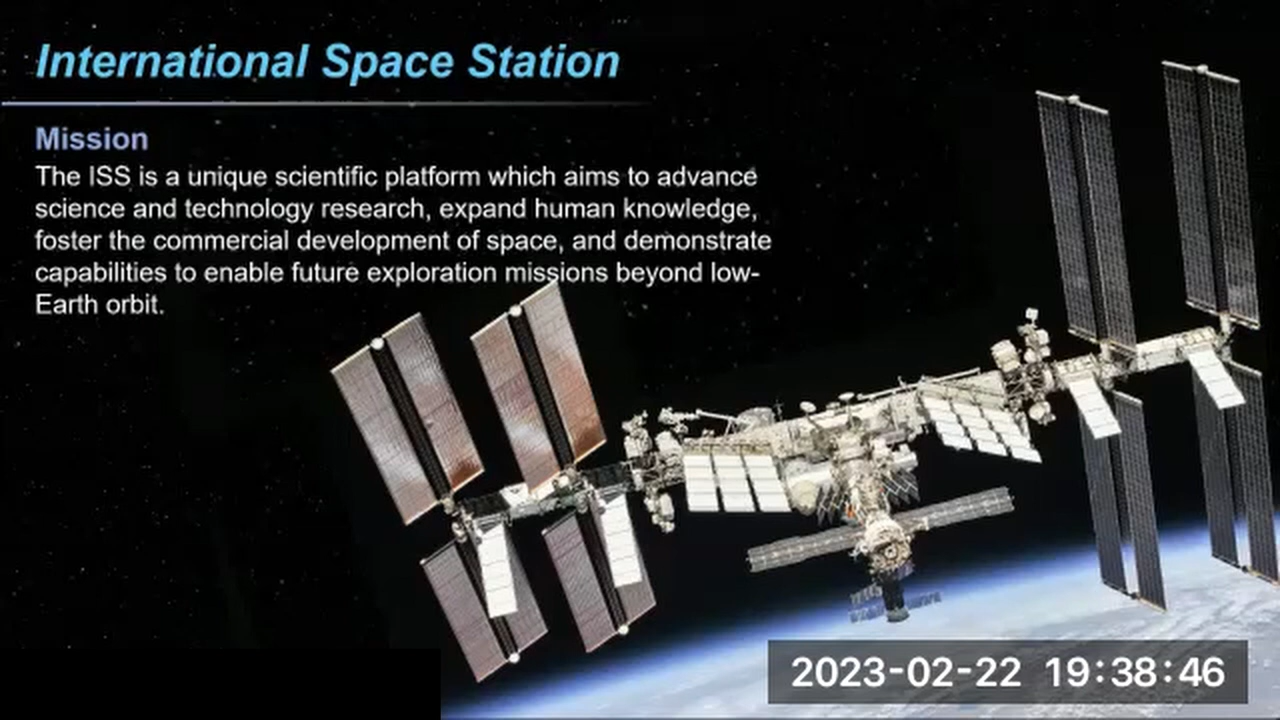 International Space Station
Mission
The ISS is a unique scientific platform which aims to advance
science and technology research, expand human knowledge,
foster the commercial development of space, and demonstrate
capabilities to enable future exploration missions beyond low-
Earth orbit.
2023-02-22 19:38:46